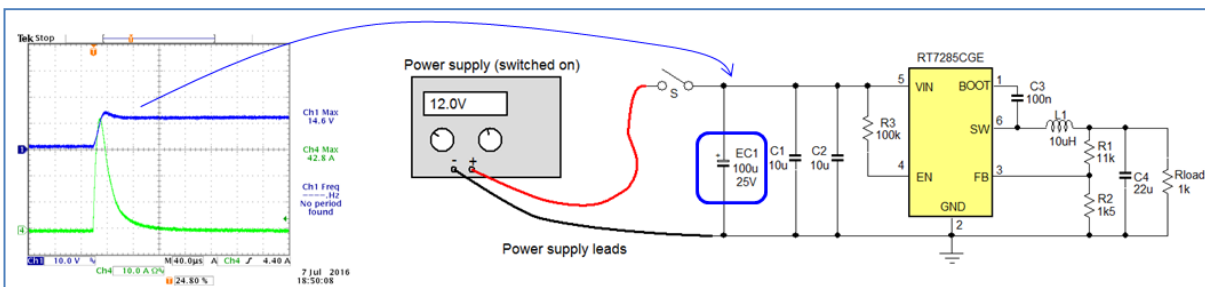 Tek Stop
T
1
4
Ch1 Max
14.6 V
Ch4 Max
42.8 A
Ch1 Freq
-----.Hz
No period
found
Ch1 10.0 V
M 40.0µs A Ch4 4.40 A
Ch4 10.0 A Ω
24.80 %
7 Jul 2016
18:50:08
Power supply (switched on)
12.0V
- +
Power supply leads
S
EC1
100u
25V
C1
10u
C2
10u
R3
100k
RT7285CGE
5 VIN
BOOT 1
4 EN
SW 6
FB 3
GND
2
C3
100n
L1
10uH
R1
11k
R2
1k5
C4
22u
Rload
1k